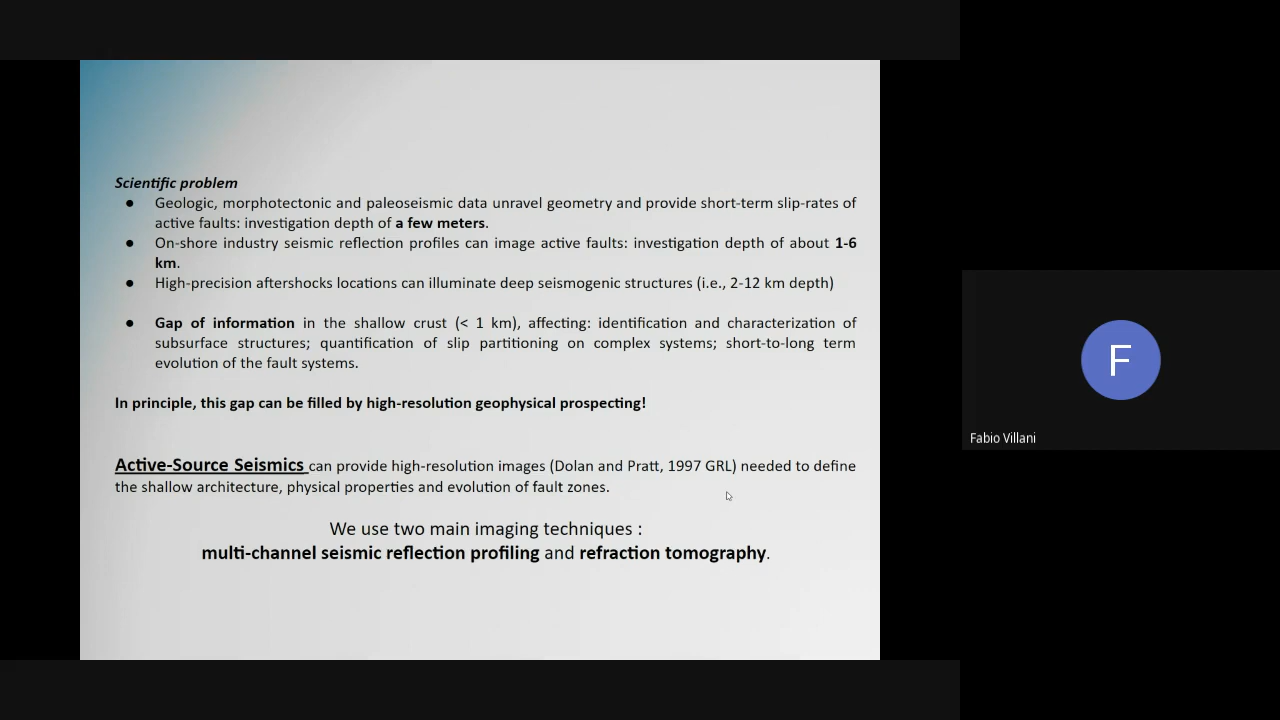 Scientific problem
● Geologic, morphotectonic and paleoseismic data unravel geometry and provide short-term slip-rates of
active faults: investigation depth of a few meters.
● On-shore industry seismic reflection profiles can image active faults: investigation depth of about 1-6
km.
● High-precision aftershocks locations can illuminate deep seismogenic structures (i.e., 2-12 km depth)
● Gap of information in the shallow crust (< 1 km), affecting: identification and characterization of
subsurface structures; quantification of slip partitioning on complex systems; short-to-long term
evolution of the fault systems.
In principle, this gap can be filled by high-resolution geophysical prospecting!
Active-Source Seismics can provide high-resolution images (Dolan and Pratt, 1997 GRL) needed to define
the shallow architecture, physical properties and evolution of fault zones.
We use two main imaging techniques :
multi-channel seismic reflection profiling and refraction tomography.
F
Fabio Villani